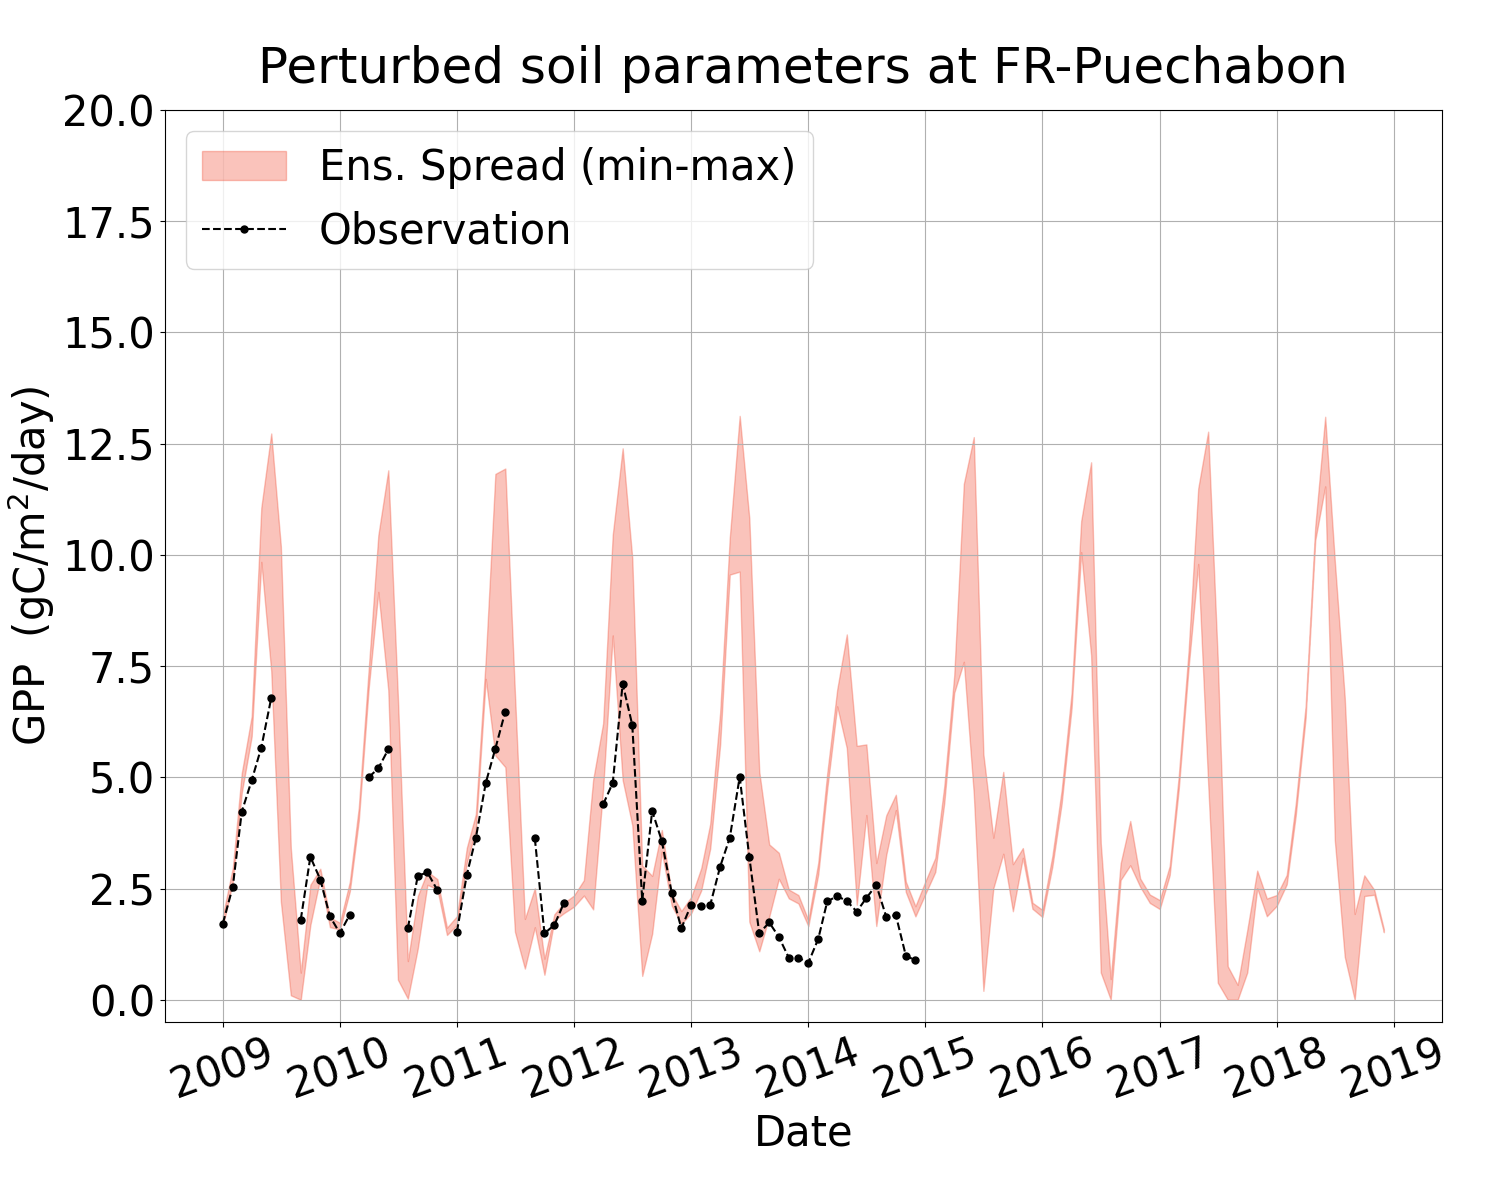 Perturbed soil parameters at FR-Puechabon
20.0
17.5
15.0
12.5
10.0
7.5
5.0
2.5
0.0
GPP (gC/m²/day)
Ens. Spread (min-max)
Observation
2009 2010 2011 2012 2013 2014 2015 2016 2017 2018 2019
Date